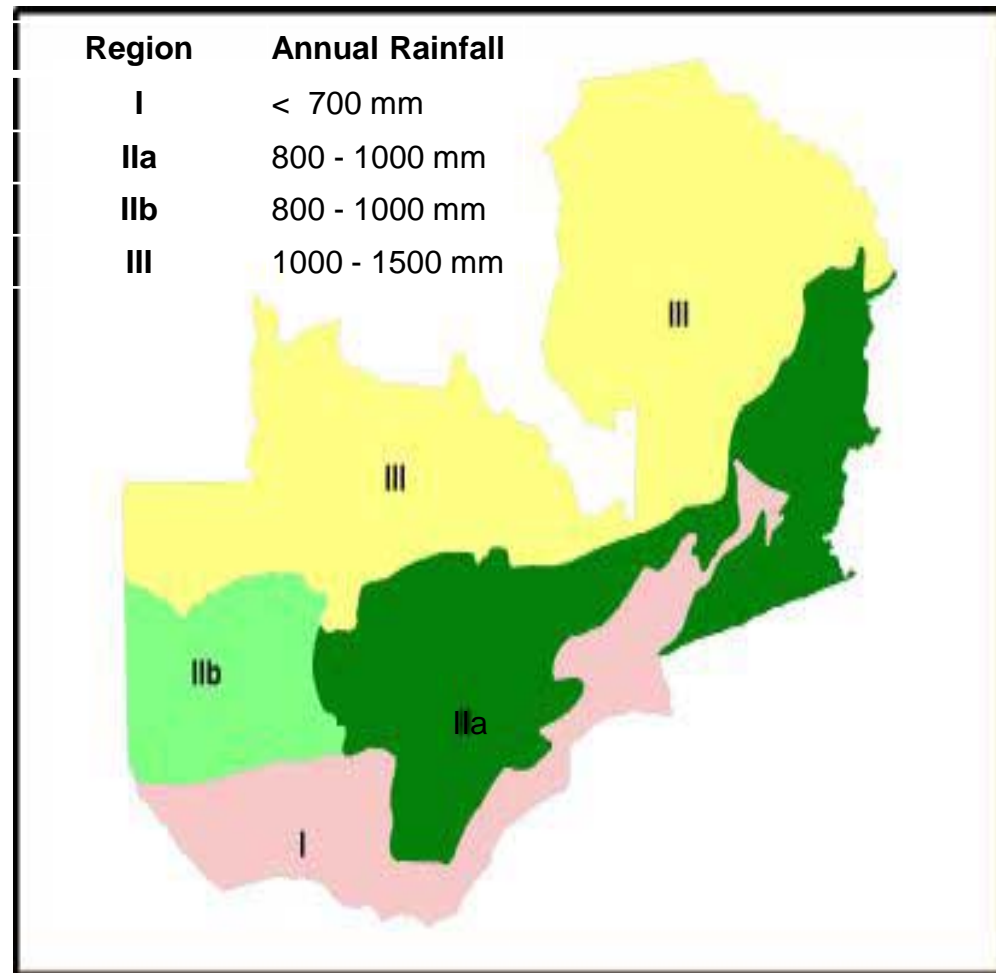 Region Annual Rainfall
I < 700 mm
IIa 800 - 1000 mm
IIb 800 - 1000 mm
III 1000 - 1500 mm
III
III
IIb
IIa
I